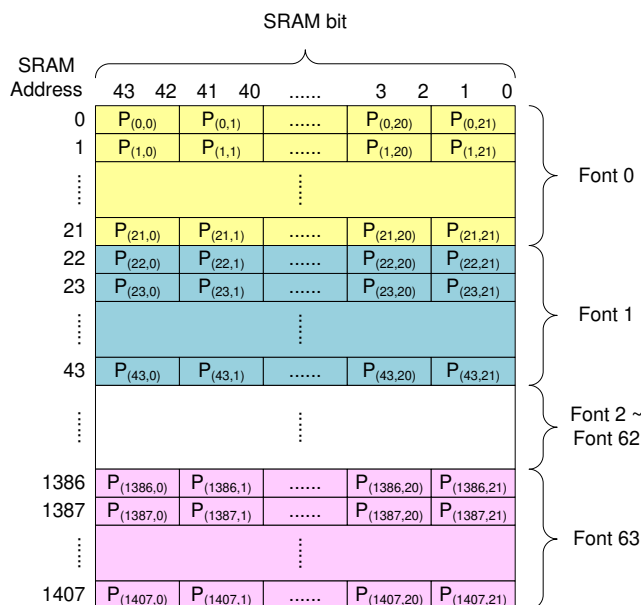 SRAM bit
SRAM
Address
43 42 41 40 ...... 3 2 1 0
0 P(0,0) P(0,1) ...... P(0,20) P(0,21)
1 P(1,0) P(1,1) ...... P(1,20) P(1,21)
Font 0
...... ......
21 P(21,0) P(21,1) ...... P(21,20) P(21,21)
22 P(22,0) P(22,1) ...... P(22,20) P(22,21)
23 P(23,0) P(23,1) ...... P(23,20) P(23,21)
...... ...... Font 1
43 P(43,0) P(43,1) ...... P(43,20) P(43,21)
...... ...... Font 2 ~
Font 62
1386 P(1386,0) P(1386,1) ...... P(1386,20) P(1386,21)
1387 P(1387,0) P(1387,1) ...... P(1387,20) P(1387,21)
...... ...... Font 63
1407 P(1407,0) P(1407,1) ...... P(1407,20) P(1407,21)